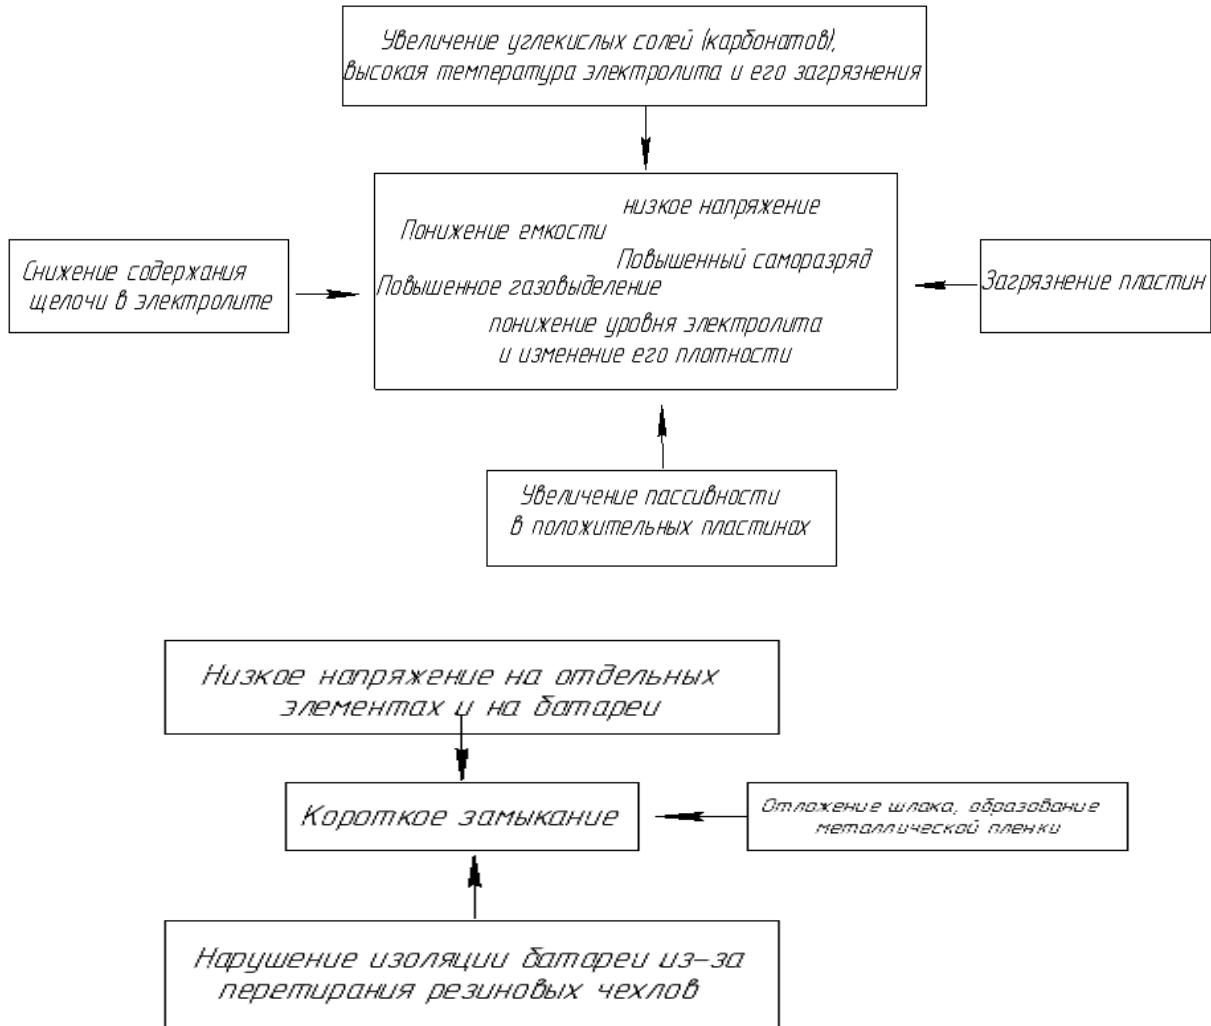 Увеличение углекислых солей (карбонатов),
высокая температура электролита и его загрязнения
низкое напряжение
Понижение емкости
Повышенный саморазряд
Повышенное газовыделение
понижение уровня электролита
и изменение его плотности
Снижение содержания
щелочи в электролите
Загрязнение пластин
Увеличение пассивности
в положительных пластинах
Низкое напряжение на отдельных
элементах и на батареи
Короткое замыкание
Отложение шлака, образование
металлической пленки
Нарушение изоляции батареи из-за
перетирания резиновых чехлов